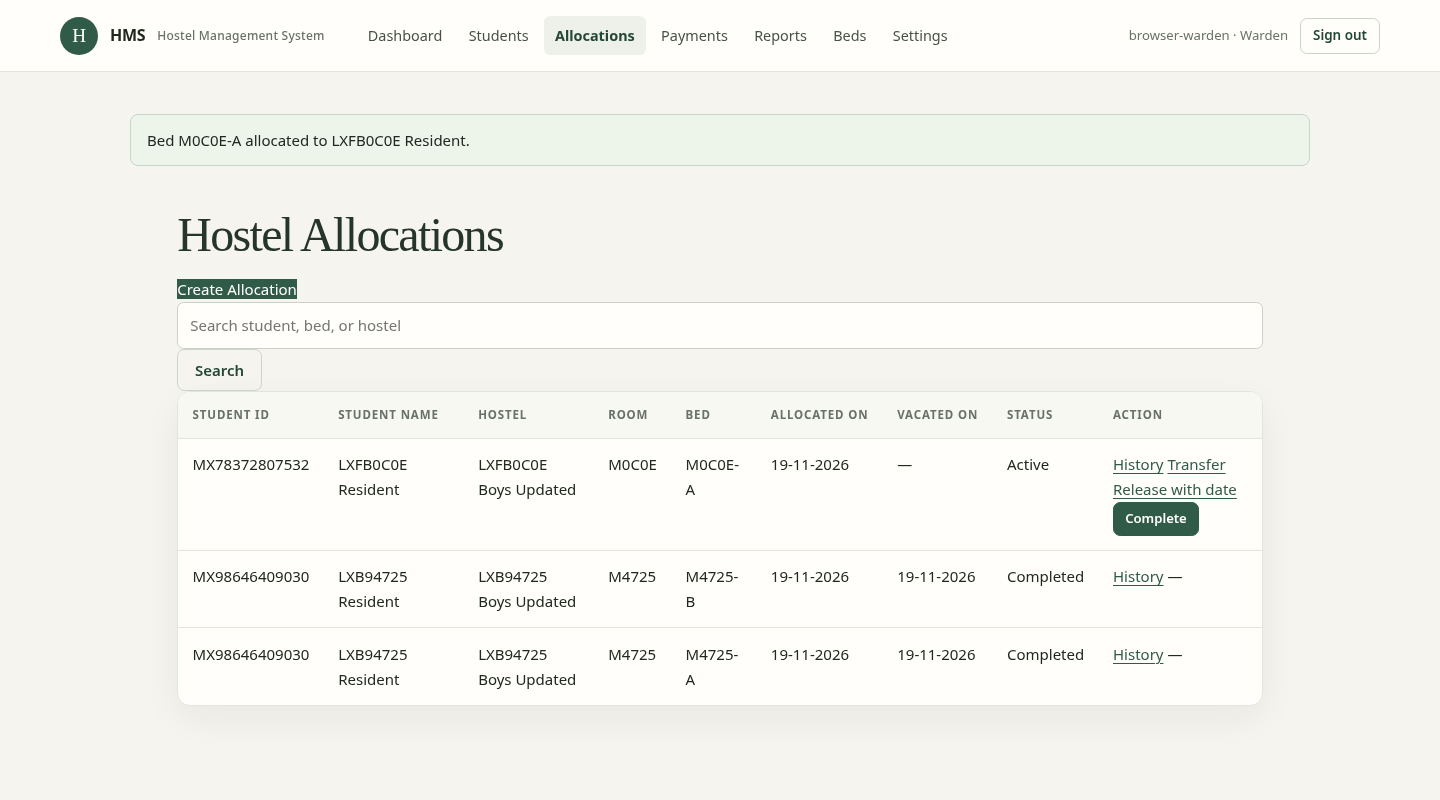 H HMS Hostel Management System Dashboard Students Allocations Payments Reports Beds Settings browser-warden · Warden Sign out
Bed M0C0E-A allocated to LXFB0C0E Resident.
Hostel Allocations
Create Allocation
Search student, bed, or hostel
Search
STUDENT ID STUDENT NAME HOSTEL ROOM BED ALLOCATED ON VACATED ON STATUS ACTION
MX78372807532 LXFB0C0E LXFB0C0E M0C0E M0C0E- 19-11-2026 — Active History Transfer
Resident Boys Updated A Release with date
Complete
MX98646409030 LXB94725 LXB94725 M4725 M4725- 19-11-2026 19-11-2026 Completed History —
Resident Boys Updated B
MX98646409030 LXB94725 LXB94725 M4725 M4725- 19-11-2026 19-11-2026 Completed History —
Resident Boys Updated A